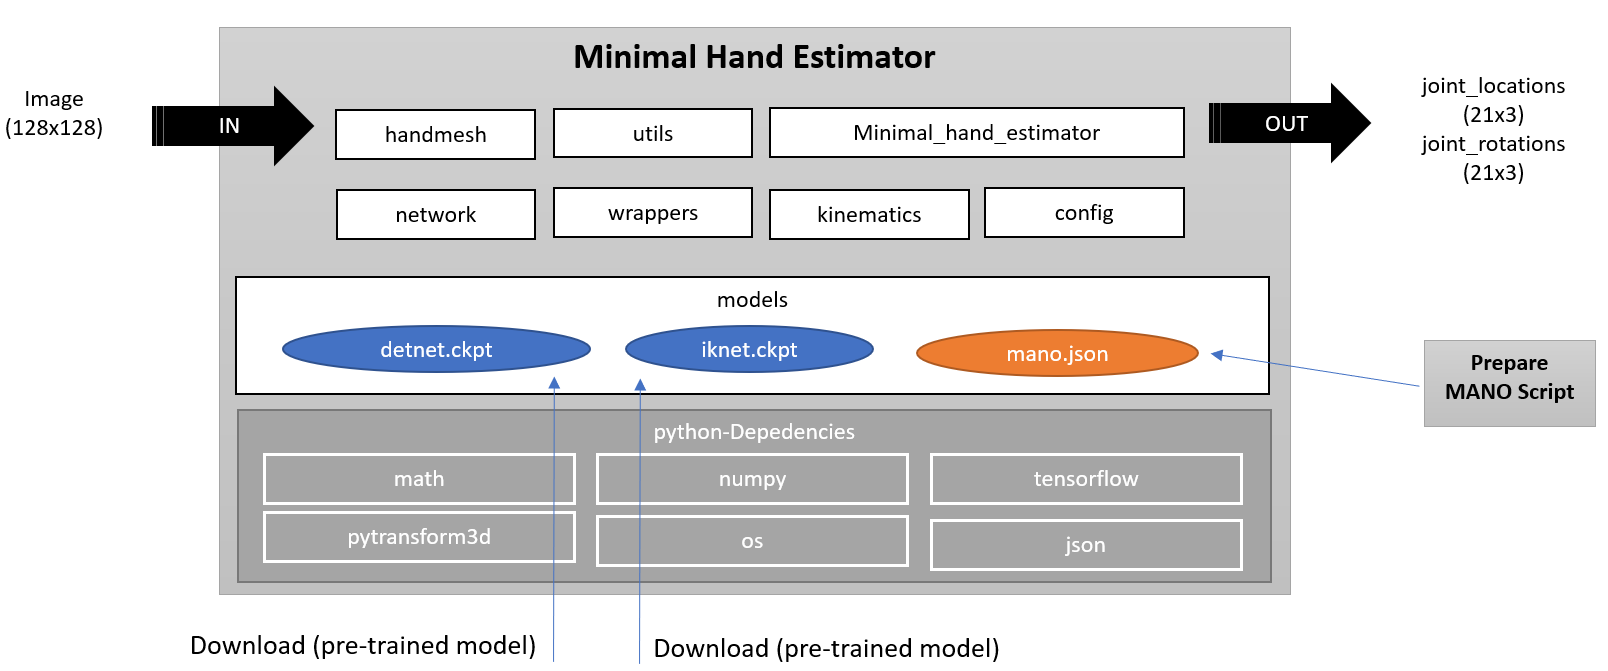 Minimal Hand Estimator
Image
(128x128)
IN
handmesh
utils
Minimal_hand_estimator
OUT
joint_locations
(21x3)
joint_rotations
(21x3)
network
wrappers
kinematics
config
models
detnet.ckpt
iknet.ckpt
mano.json
Prepare
MANO Script
python-Depedencies
math
numpy
tensorflow
pytransform3d
os
json
Download (pre-trained model)
Download (pre-trained model)